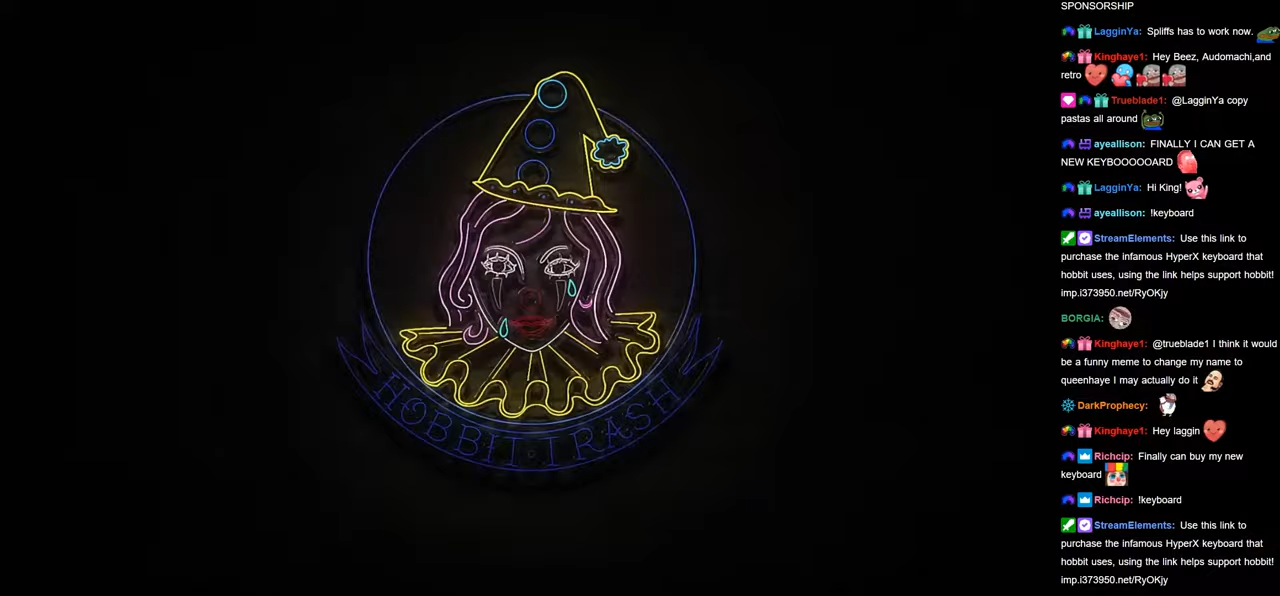 HOBBIT TRASH
SPONSORSHIP
LagginYa: Spliffs has to work now.
Kinghaye1: Hey Beez, Audomachi,and
retro
Trueblade1: @LagginYa copy
pastas all around
ayeallison: FINALLY I CAN GET A
NEW KEYBOOOOOARD
LagginYa: Hi King!
ayeallison: !keyboard
StreamElements: Use this link to
purchase the infamous HyperX keyboard that
hobbit uses, using the link helps support hobbit!
imp.i373950.net/RyOKjy
BORGIA:
Kinghaye1: @trueblade1 I think it would
be a funny meme to change my name to
queenhaye I may actually do it
DarkProphecy:
Kinghaye1: Hey laggin
Richcip: Finally can buy my new
keyboard
Richcip: !keyboard
StreamElements: Use this link to
purchase the infamous HyperX keyboard that
hobbit uses, using the link helps support hobbit!
imp.i373950.net/RyOKjy